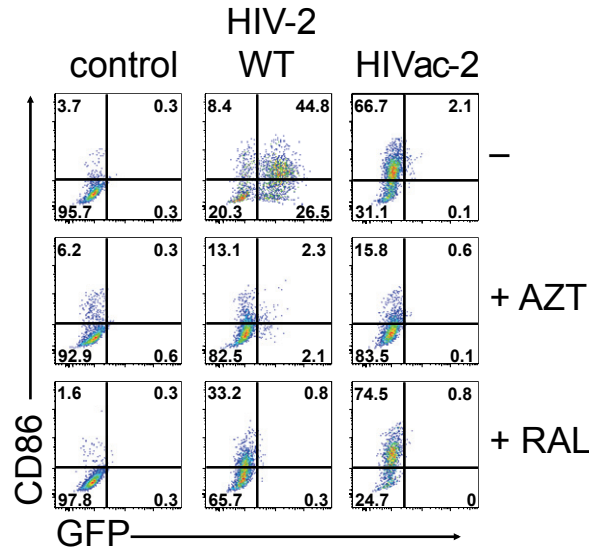 HIV-2
control WT HIVac-2
3.7 0.3 8.4 44.8 66.7 2.1
–
95.7 0.3 20.3 26.5 31.1 0.1
6.2 0.3 13.1 2.3 15.8 0.6
+ AZT
92.9 0.6 82.5 2.1 83.5 0.1
1.6 0.3 33.2 0.8 74.5 0.8
+ RAL
97.8 0.3 65.7 0.3 24.7 0
CD86
GFP